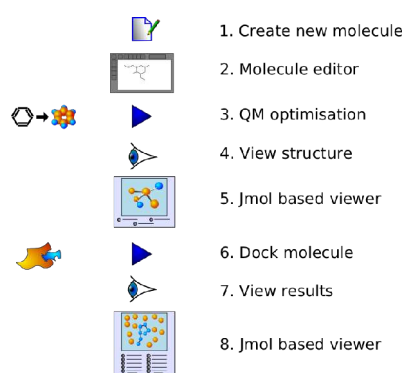 1. Create new molecule
2. Molecule editor
3. QM optimisation
4. View structure
5. Jmol based viewer
6. Dock molecule
7. View results
8. Jmol based viewer